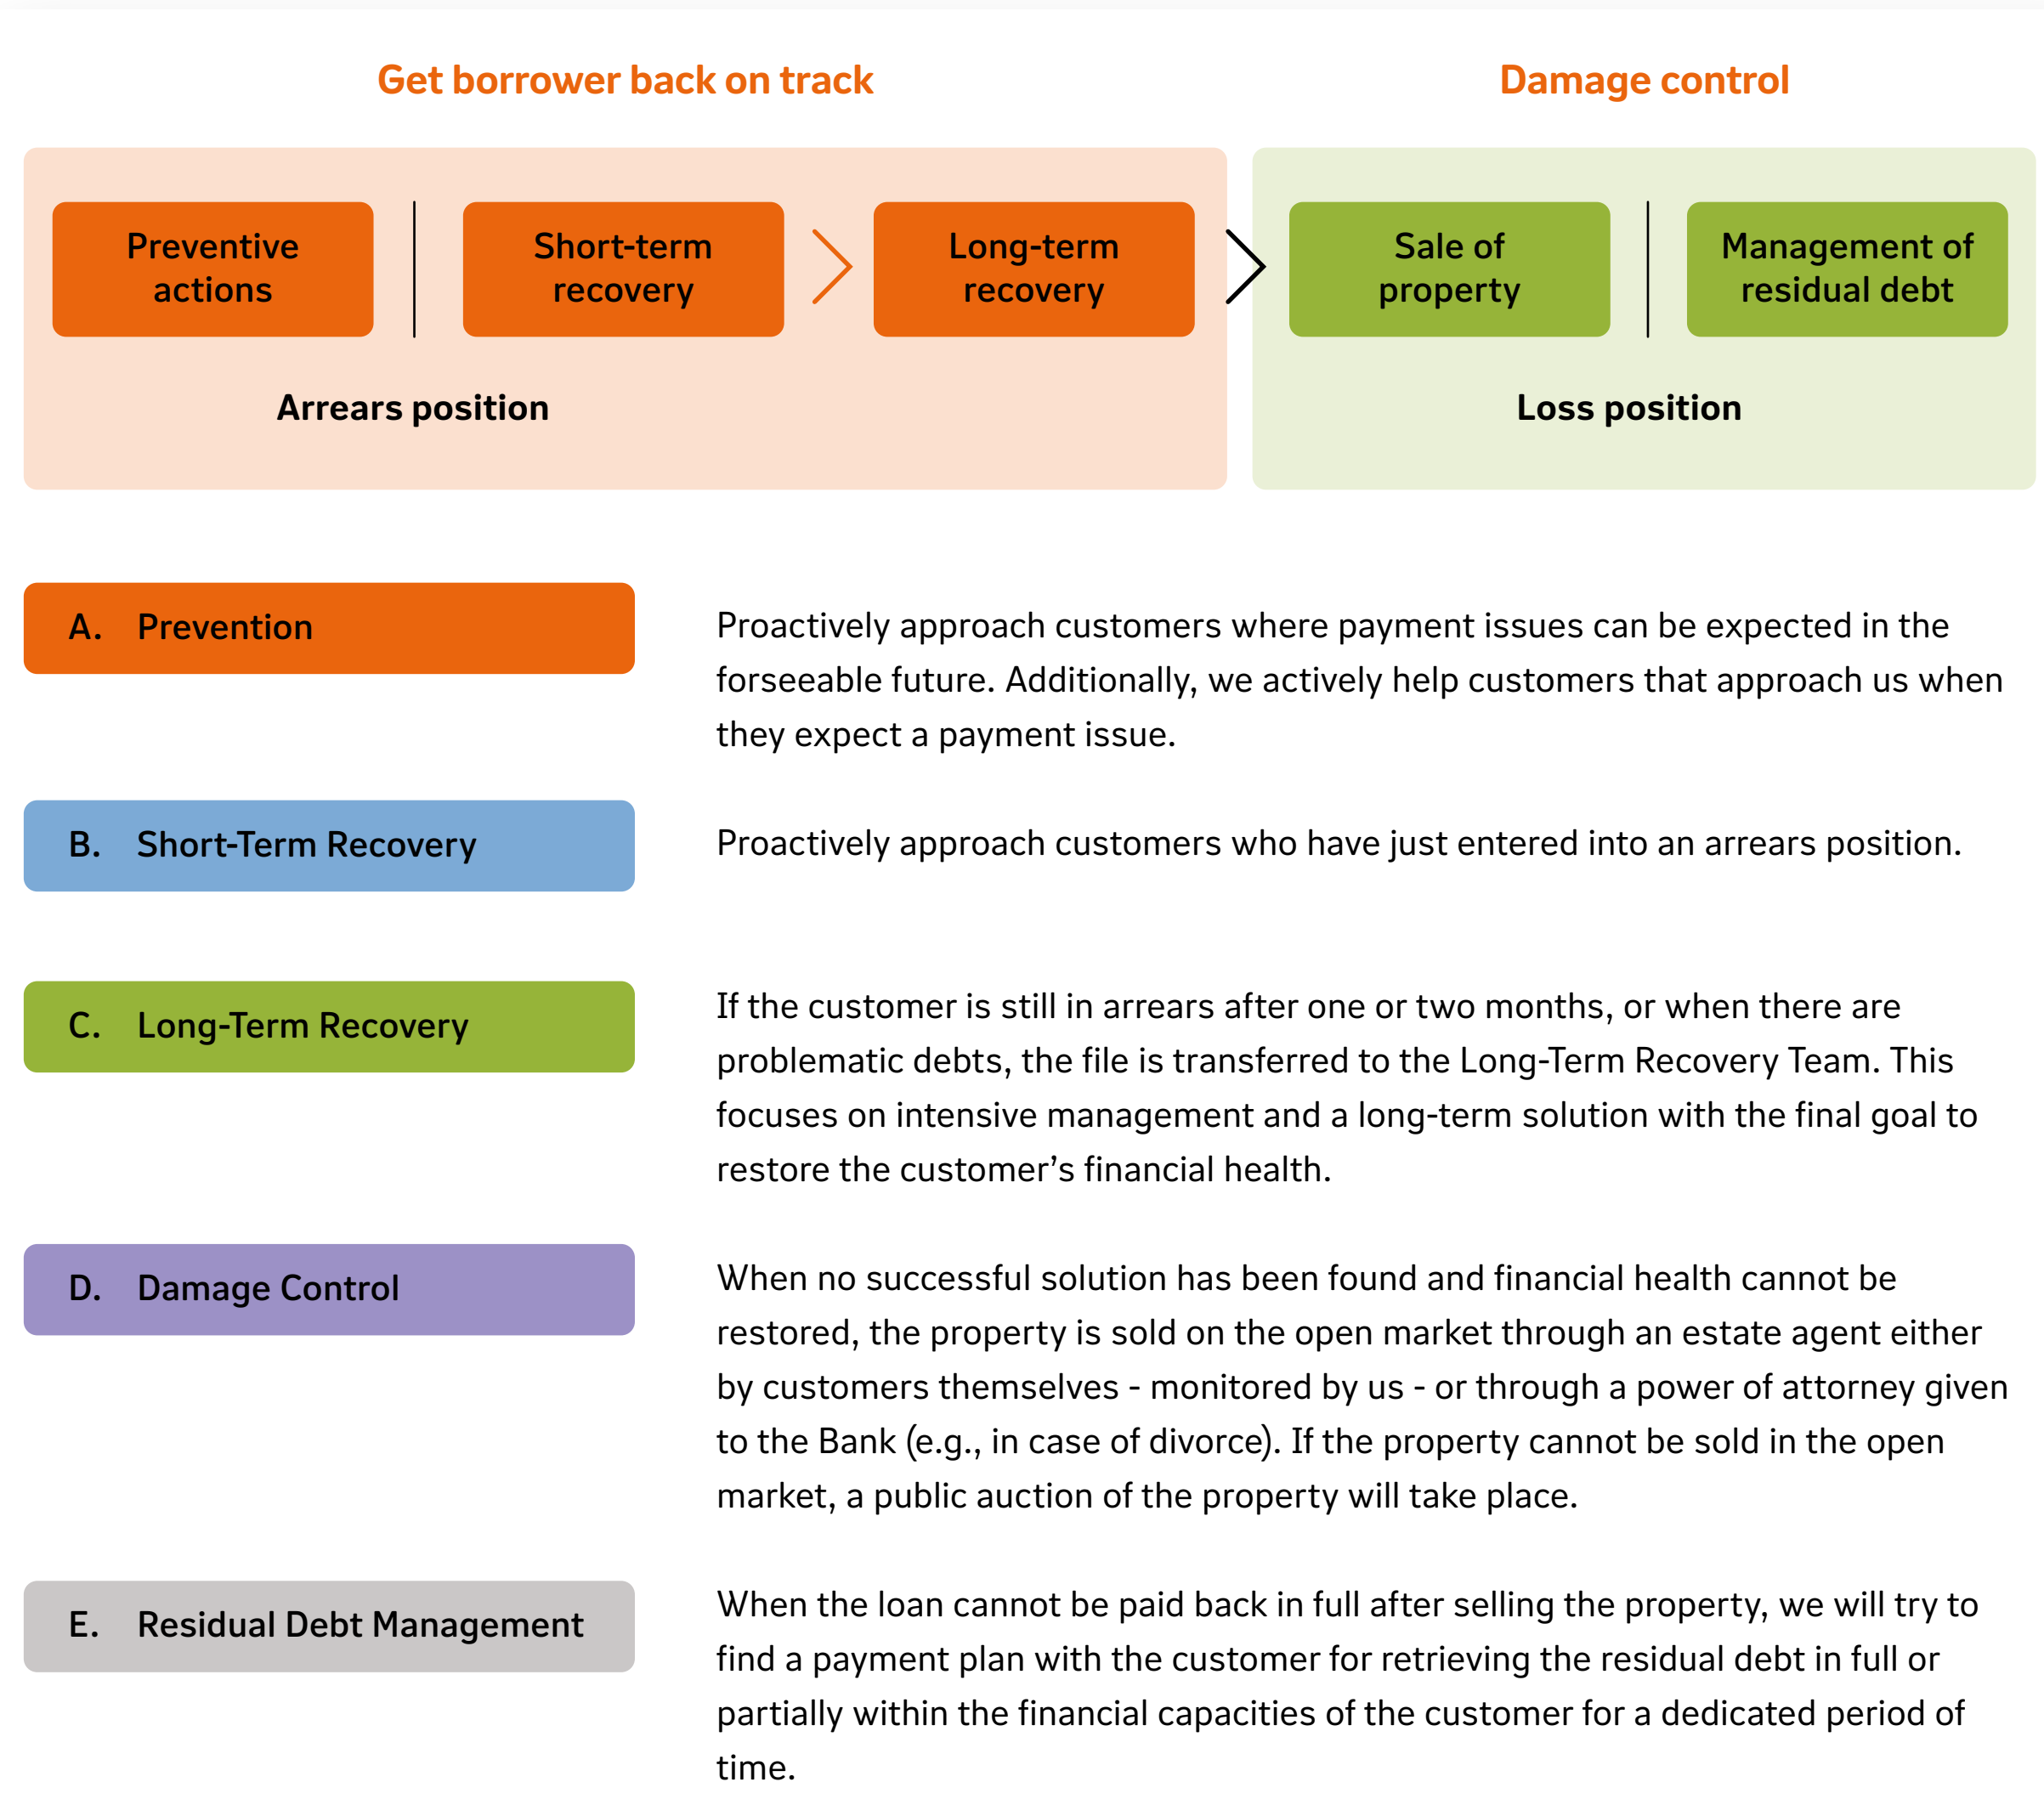 Get borrower back on track
Damage control
Preventive
actions
Short-term
recovery
Long-term
recovery
Sale of
property
Management of
residual debt
Arrears position
Loss position
A. Prevention
Proactively approach customers where payment issues can be expected in the
forseeable future. Additionally, we actively help customers that approach us when
they expect a payment issue.
B. Short-Term Recovery
Proactively approach customers who have just entered into an arrears position.
C. Long-Term Recovery
If the customer is still in arrears after one or two months, or when there are
problematic debts, the file is transferred to the Long-Term Recovery Team. This
focuses on intensive management and a long-term solution with the final goal to
restore the customer’s financial health.
D. Damage Control
When no successful solution has been found and financial health cannot be
restored, the property is sold on the open market through an estate agent either
by customers themselves - monitored by us - or through a power of attorney given
to the Bank (e.g., in case of divorce). If the property cannot be sold in the open
market, a public auction of the property will take place.
E. Residual Debt Management
When the loan cannot be paid back in full after selling the property, we will try to
find a payment plan with the customer for retrieving the residual debt in full or
partially within the financial capacities of the customer for a dedicated period of
time.